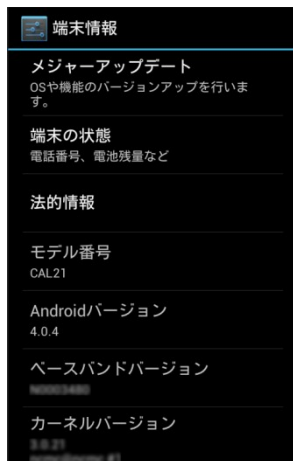 端末情報
メジャーアップデート
OSや機能のバージョンアップを行いま
す。
端末の状態
電話番号、電池残量など
法的情報
モデル番号
CAL21
Androidバージョン
4.0.4
ベースバンドバージョン
N0003480
カーネルバージョン
3.0.21